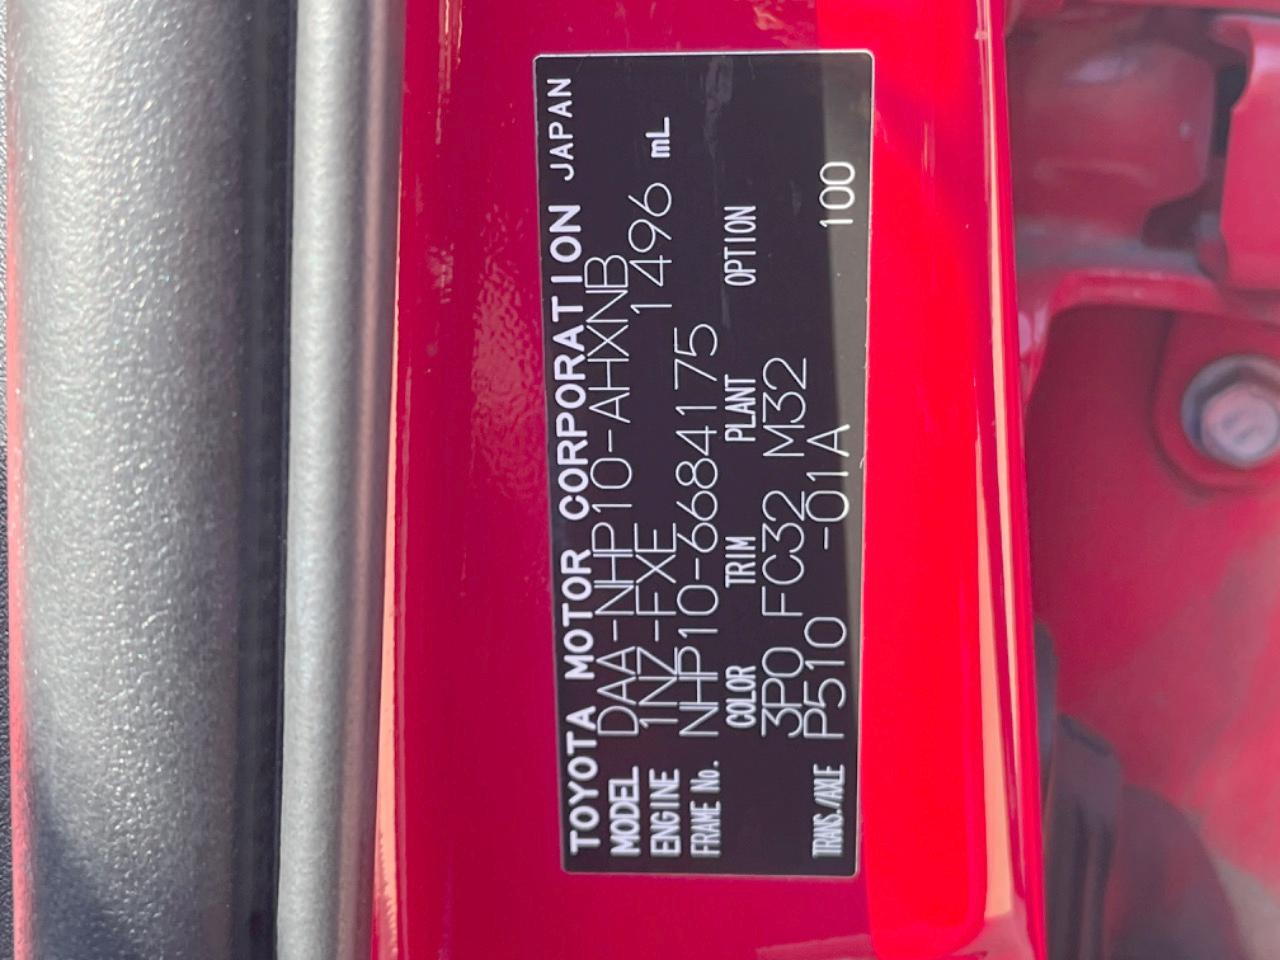 TOYOTA MOTOR CORPORATION JAPAN
MODEL DAA-NHP10-AHXNB
ENGINE 1NZ-FXE 1496 mL
FRAME No. NHP10-6684175
COLOR TRIM PLANT OPTION
3P0 FC32 M32
TRANS./AXLE P510 -01A 100